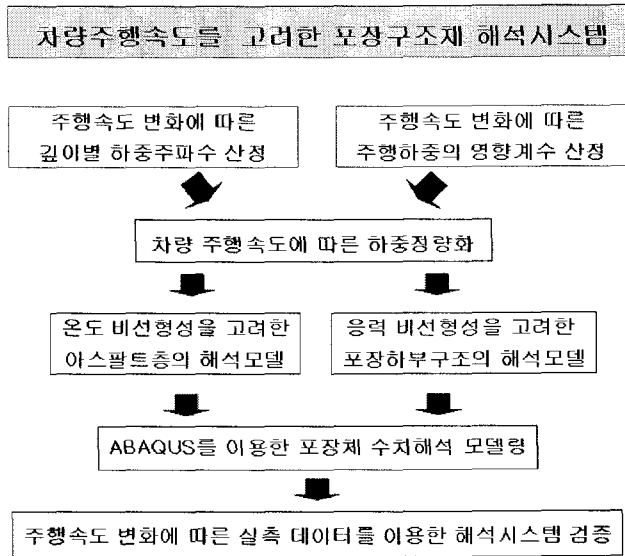 차량주행속도를 고려한 포장구조체 해석시스템
주행속도 변화에 따른
깊이별 하중주파수 산정
주행속도 변화에 따른
주행하중의 영향계수 산정
차량 주행속도에 따른 하중정량화
온도 비선형성을 고려한
아스팔트층의 해석모델
응력 비선형성을 고려한
포장하부구조의 해석모델
ABAQUS를 이용한 포장체 수치해석 모델링
주행속도 변화에 따른 실측 데이터를 이용한 해석시스템 검증